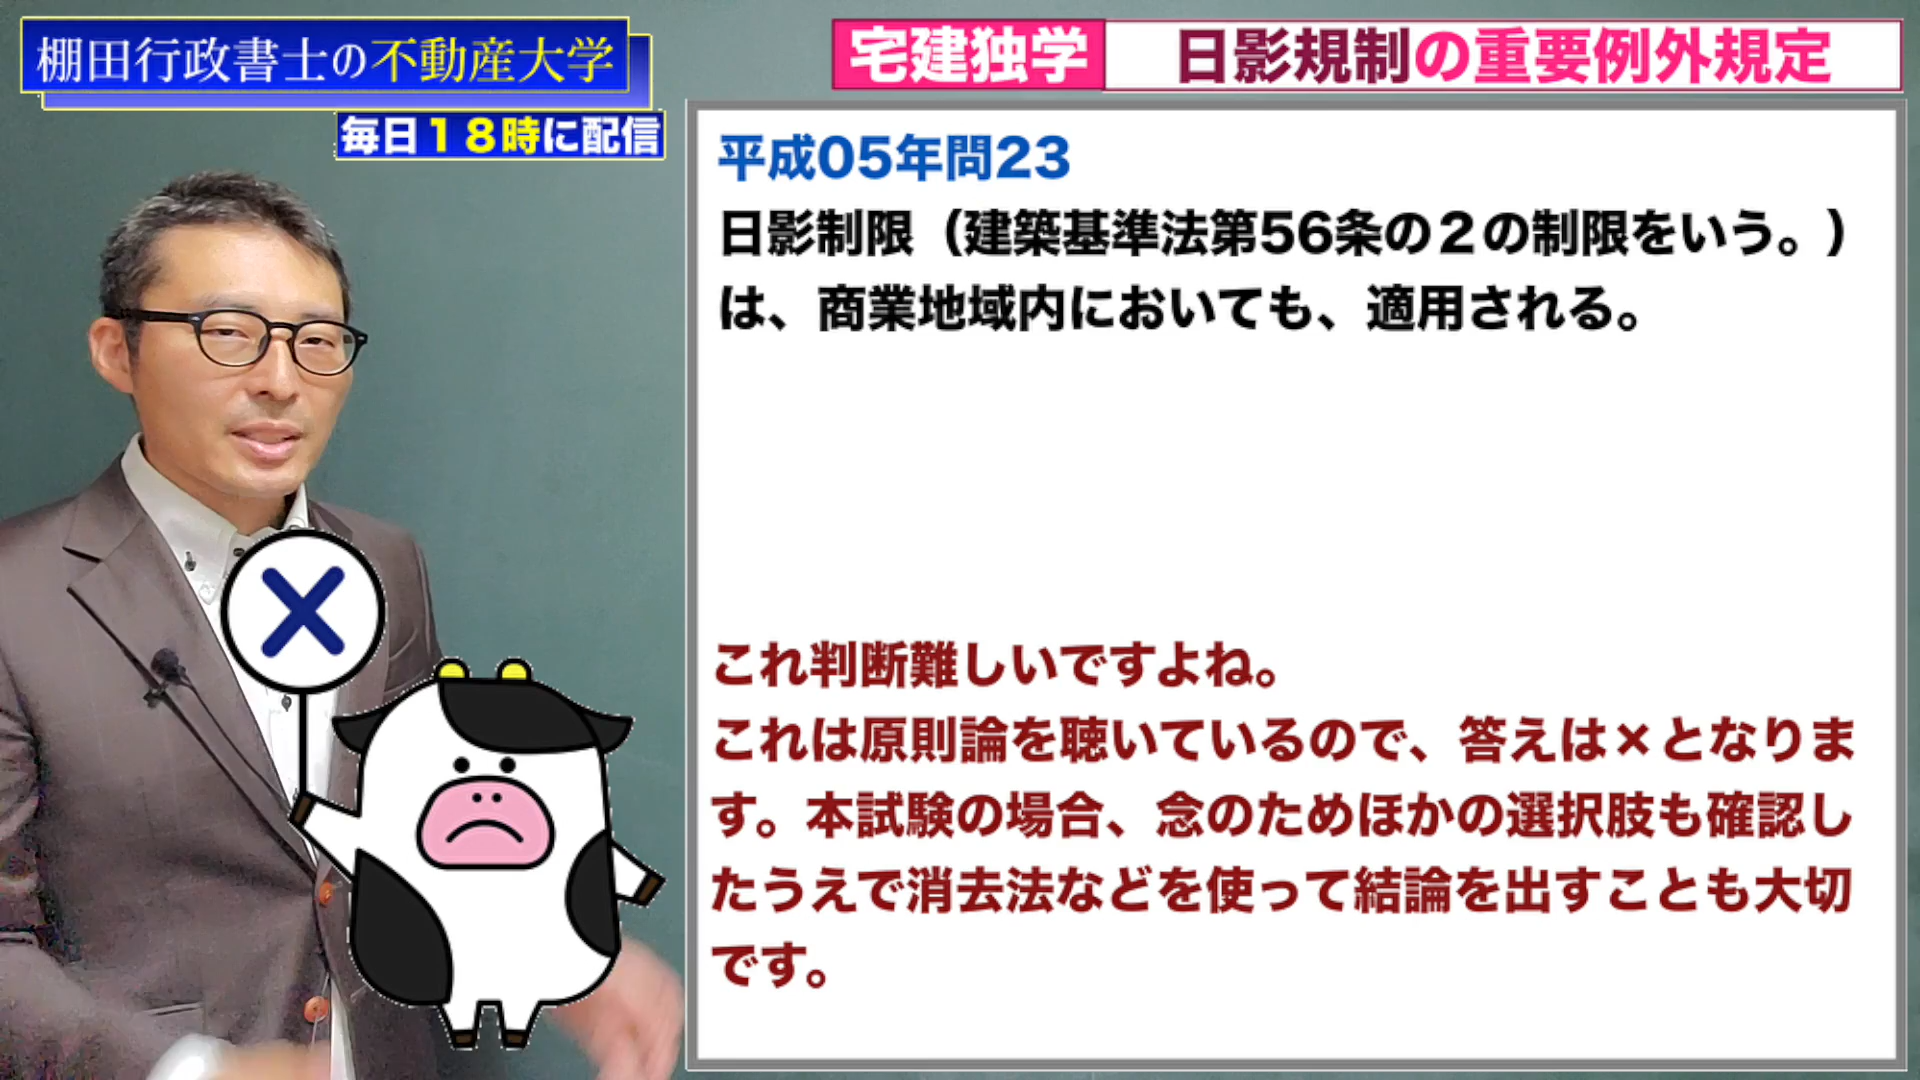 棚田行政書士の不動産大学
毎日18時に配信
宅建独学
日影規制の重要例外規定
平成05年問23
日影制限（建築基準法第56条の２の制限をいう。）
は、商業地域内においても、適用される。
これ判断難しいですよね。
これは原則論を聴いているので、答えは×となりま
す。本試験の場合、念のためほかの選択肢も確認し
たうえで消去法などを使って結論を出すことも大切
です。